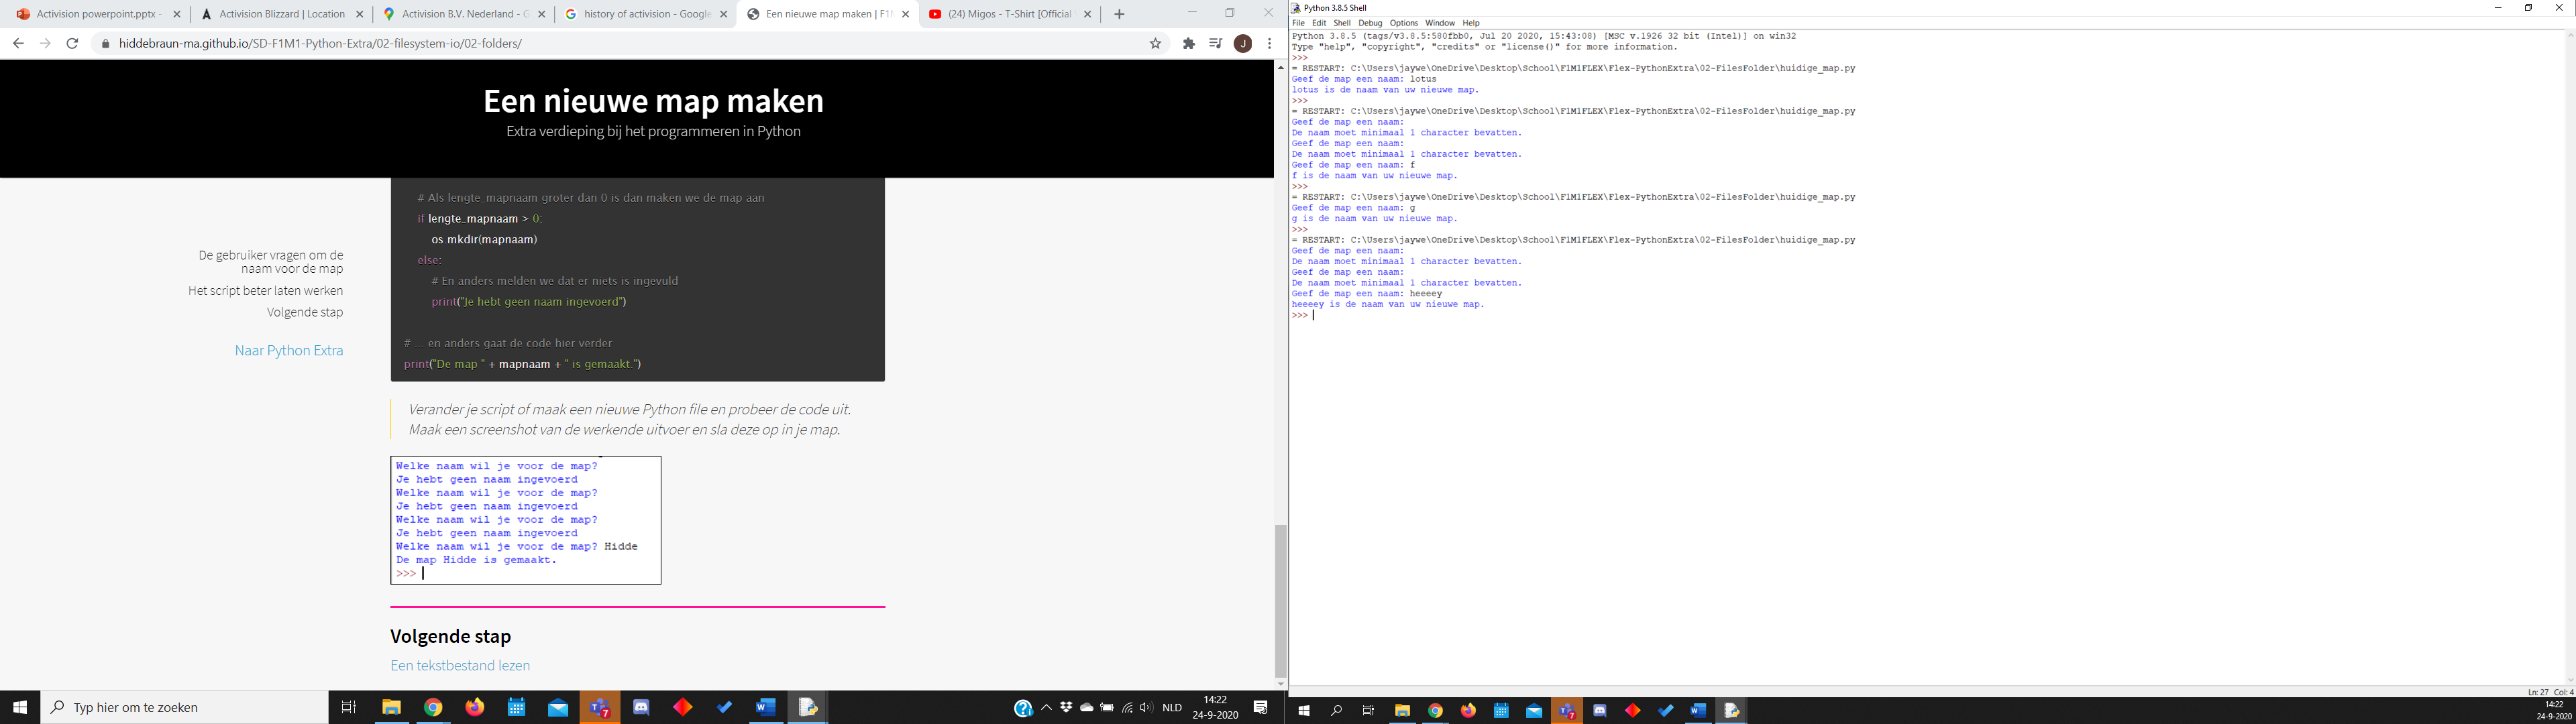 Activision powerpoint.pptx -
Activision Blizzard | Location
Activision B.V. Nederland - G
history of activision - Google
Een nieuwe map maken | F1M
(24) Migos - T-Shirt [Official
hiddebraun-ma.github.io/SD-F1M1-Python-Extra/02-filesystem-io/02-folders/
J
Een nieuwe map maken
Extra verdieping bij het programmeren in Python
De gebruiker vragen om de
naam voor de map
Het script beter laten werken
Volgende stap
Naar Python Extra
# Als lengte_mapnaam groter dan 0 is dan maken we de map aan
if lengte_mapnaam > 0:
os.mkdir(mapnaam)
else:
# En anders melden we dat er niets is ingevuld
print("Je hebt geen naam ingevoerd")
# ... en anders gaat de code hier verder
print("De map " + mapnaam + " is gemaakt.")
Verander je script of maak een nieuwe Python file en probeer de code uit.
Maak een screenshot van de werkende uitvoer en sla deze op in je map.
Welke naam wil je voor de map?
Je hebt geen naam ingevoerd
Welke naam wil je voor de map?
Je hebt geen naam ingevoerd
Welke naam wil je voor de map?
Je hebt geen naam ingevoerd
Welke naam wil je voor de map? Hidde
De map Hidde is gemaakt.
>>>
Volgende stap
Een tekstbestand lezen
Typ hier om te zoeken
7
NLD
14:22
24-9-2020
Python 3.8.5 Shell
File Edit Shell Debug Options Window Help
Python 3.8.5 (tags/v3.8.5:580fbb0, Jul 20 2020, 15:43:08) [MSC v.1926 32 bit (Intel)] on win32
Type "help", "copyright", "credits" or "license()" for more information.
>>>
= RESTART: C:\Users\jaywe\OneDrive\Desktop\School\F1M1FLEX\Flex-PythonExtra\02-FilesFolder\huidige_map.py
Geef de map een naam: lotus
lotus is de naam van uw nieuwe map.
>>>
= RESTART: C:\Users\jaywe\OneDrive\Desktop\School\F1M1FLEX\Flex-PythonExtra\02-FilesFolder\huidige_map.py
Geef de map een naam:
De naam moet minimaal 1 character bevatten.
Geef de map een naam:
De naam moet minimaal 1 character bevatten.
Geef de map een naam: f
f is de naam van uw nieuwe map.
>>>
= RESTART: C:\Users\jaywe\OneDrive\Desktop\School\F1M1FLEX\Flex-PythonExtra\02-FilesFolder\huidige_map.py
Geef de map een naam: g
g is de naam van uw nieuwe map.
>>>
= RESTART: C:\Users\jaywe\OneDrive\Desktop\School\F1M1FLEX\Flex-PythonExtra\02-FilesFolder\huidige_map.py
Geef de map een naam:
De naam moet minimaal 1 character bevatten.
Geef de map een naam:
De naam moet minimaal 1 character bevatten.
Geef de map een naam: heeeey
heeeey is de naam van uw nieuwe map.
>>>
Ln: 27 Col: 4
7
14:22
24-9-2020